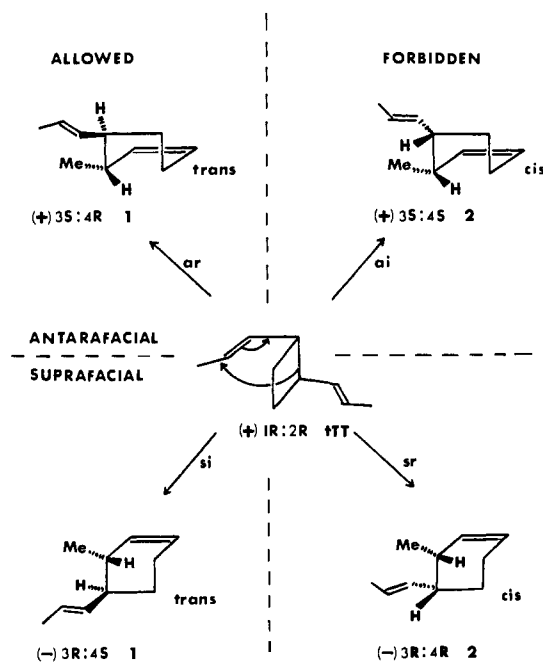 ALLOWED
FORBIDDEN
H
Me
H
trans
(+) 3S:4R 1
H
Me
H
cis
(+) 3S:4S 2
ar
ai
ANTARAFACIAL
SUPRAFACIAL
(+) IR:2R tTT
si
sr
Me
H
H
trans
(-) 3R:4S 1
Me
H
H
cis
(-) 3R:4R 2